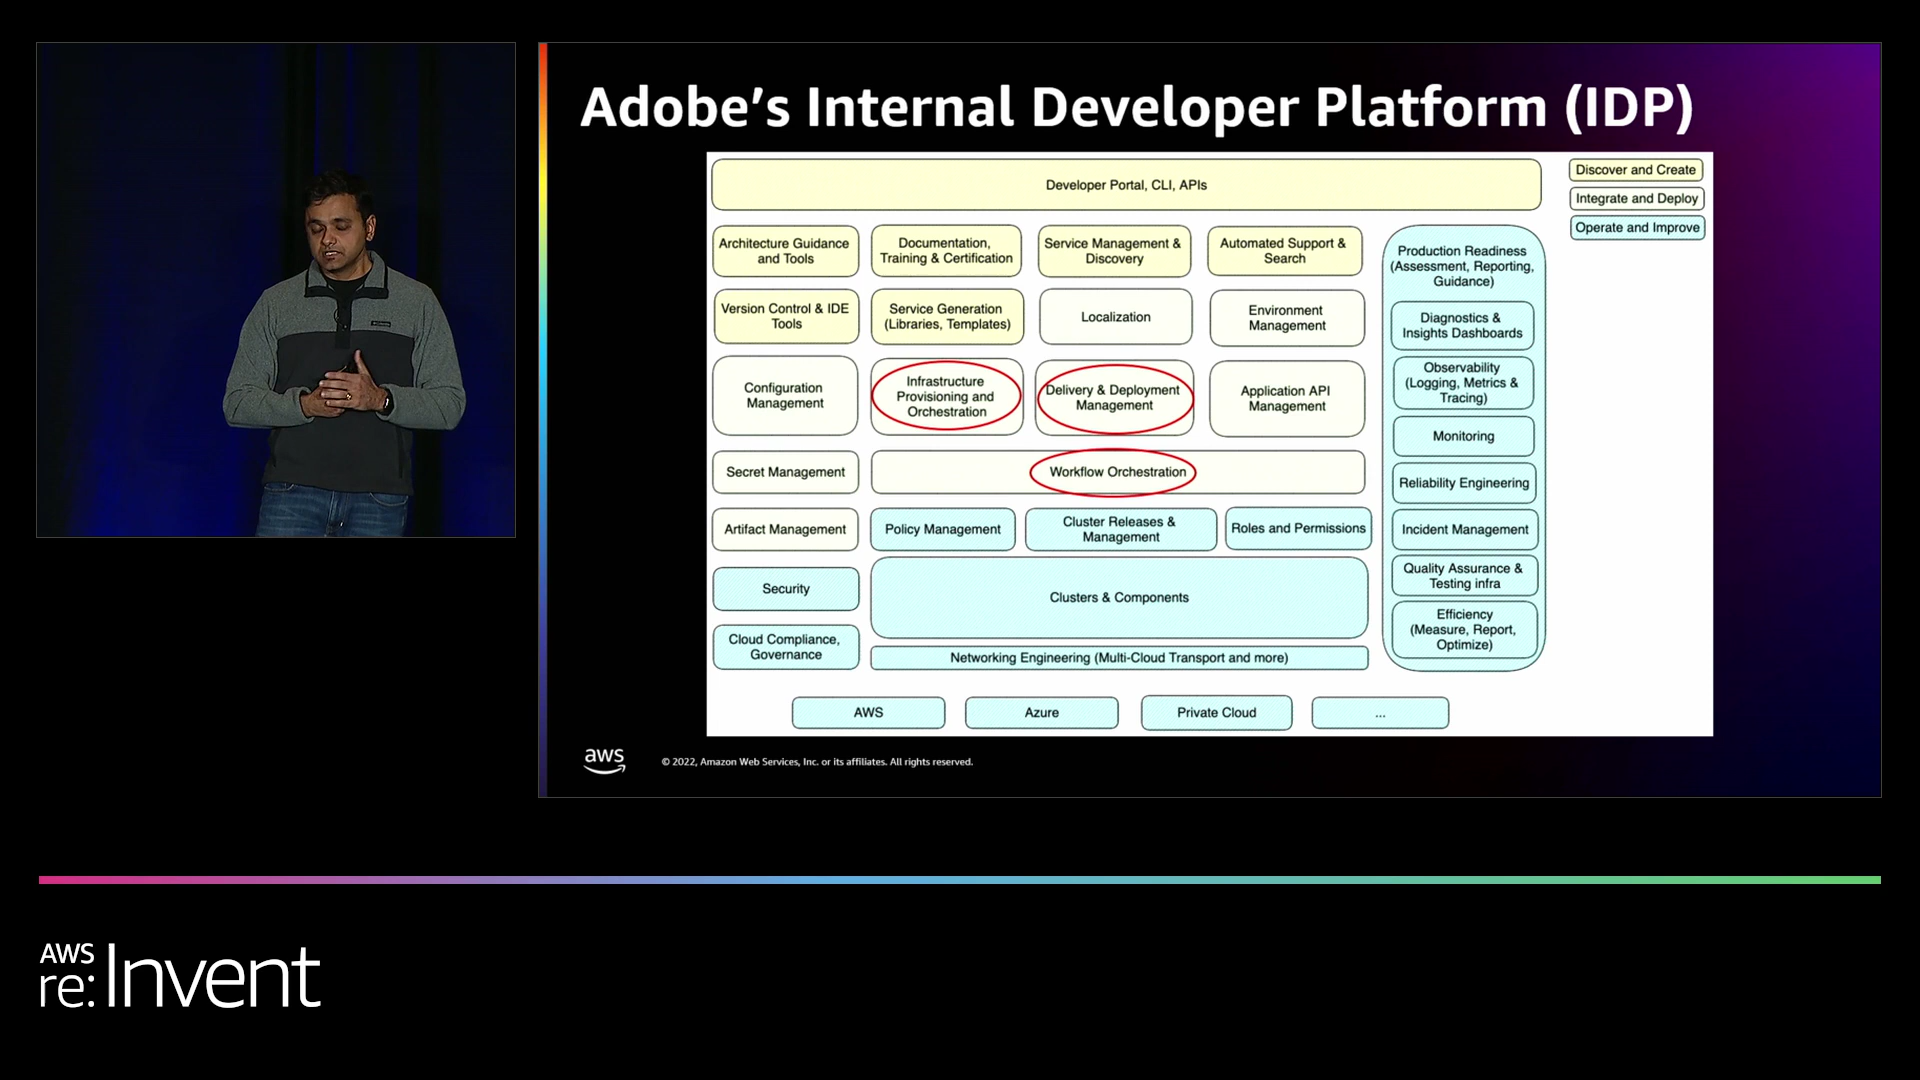 Adobe's Internal Developer Platform (IDP)
Developer Portal, CLI, APIs
Discover and Create
Integrate and Deploy
Operate and Improve
Architecture Guidance
and Tools
Documentation,
Training & Certification
Service Management &
Discovery
Automated Support &
Search
Version Control & IDE
Tools
Service Generation
(Libraries, Templates)
Localization
Environment
Management
Configuration
Management
Infrastructure
Provisioning and
Orchestration
Delivery & Deployment
Management
Application API
Management
Secret Management
Workflow Orchestration
Artifact Management
Policy Management
Cluster Releases &
Management
Roles and Permissions
Security
Clusters & Components
Cloud Compliance,
Governance
Networking Engineering (Multi-Cloud Transport and more)
Production Readiness
(Assessment, Reporting,
Guidance)
Diagnostics &
Insights Dashboards
Observability
(Logging, Metrics &
Tracing)
Monitoring
Reliability Engineering
Incident Management
Quality Assurance &
Testing infra
Efficiency
(Measure, Report,
Optimize)
AWS
Azure
Private Cloud
...
aws
© 2022, Amazon Web Services, Inc. or its affiliates. All rights reserved.
AWS
re:Invent